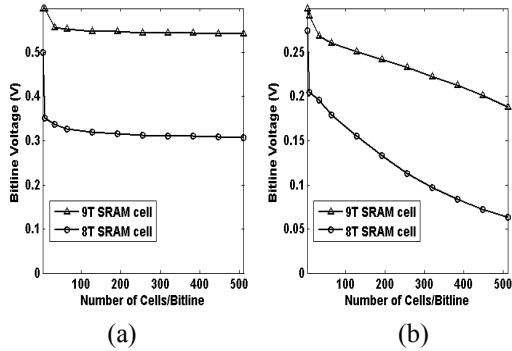 0.5
0.4
0.3
0.2
0.1
0
0 100 200 300 400 500
Bitline Voltage (V)
Number of Cells/Bitline
9T SRAM cell
8T SRAM cell
(a)
0.25
0.2
0.15
0.1
0.05
0
0 100 200 300 400 500
Bitline Voltage (V)
Number of Cells/Bitline
9T SRAM cell
8T SRAM cell
(b)